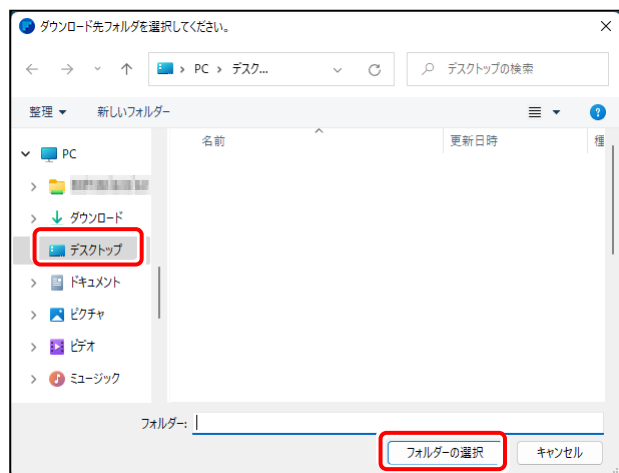 ダウンロード先フォルダを選択してください。
PC › デスク...
デスクトップの検索
整理
新しいフォルダー
名前
更新日時
種
PC
ダウンロード
デスクトップ
ドキュメント
ピクチャ
ビデオ
ミュージック
フォルダー:
フォルダーの選択
キャンセル